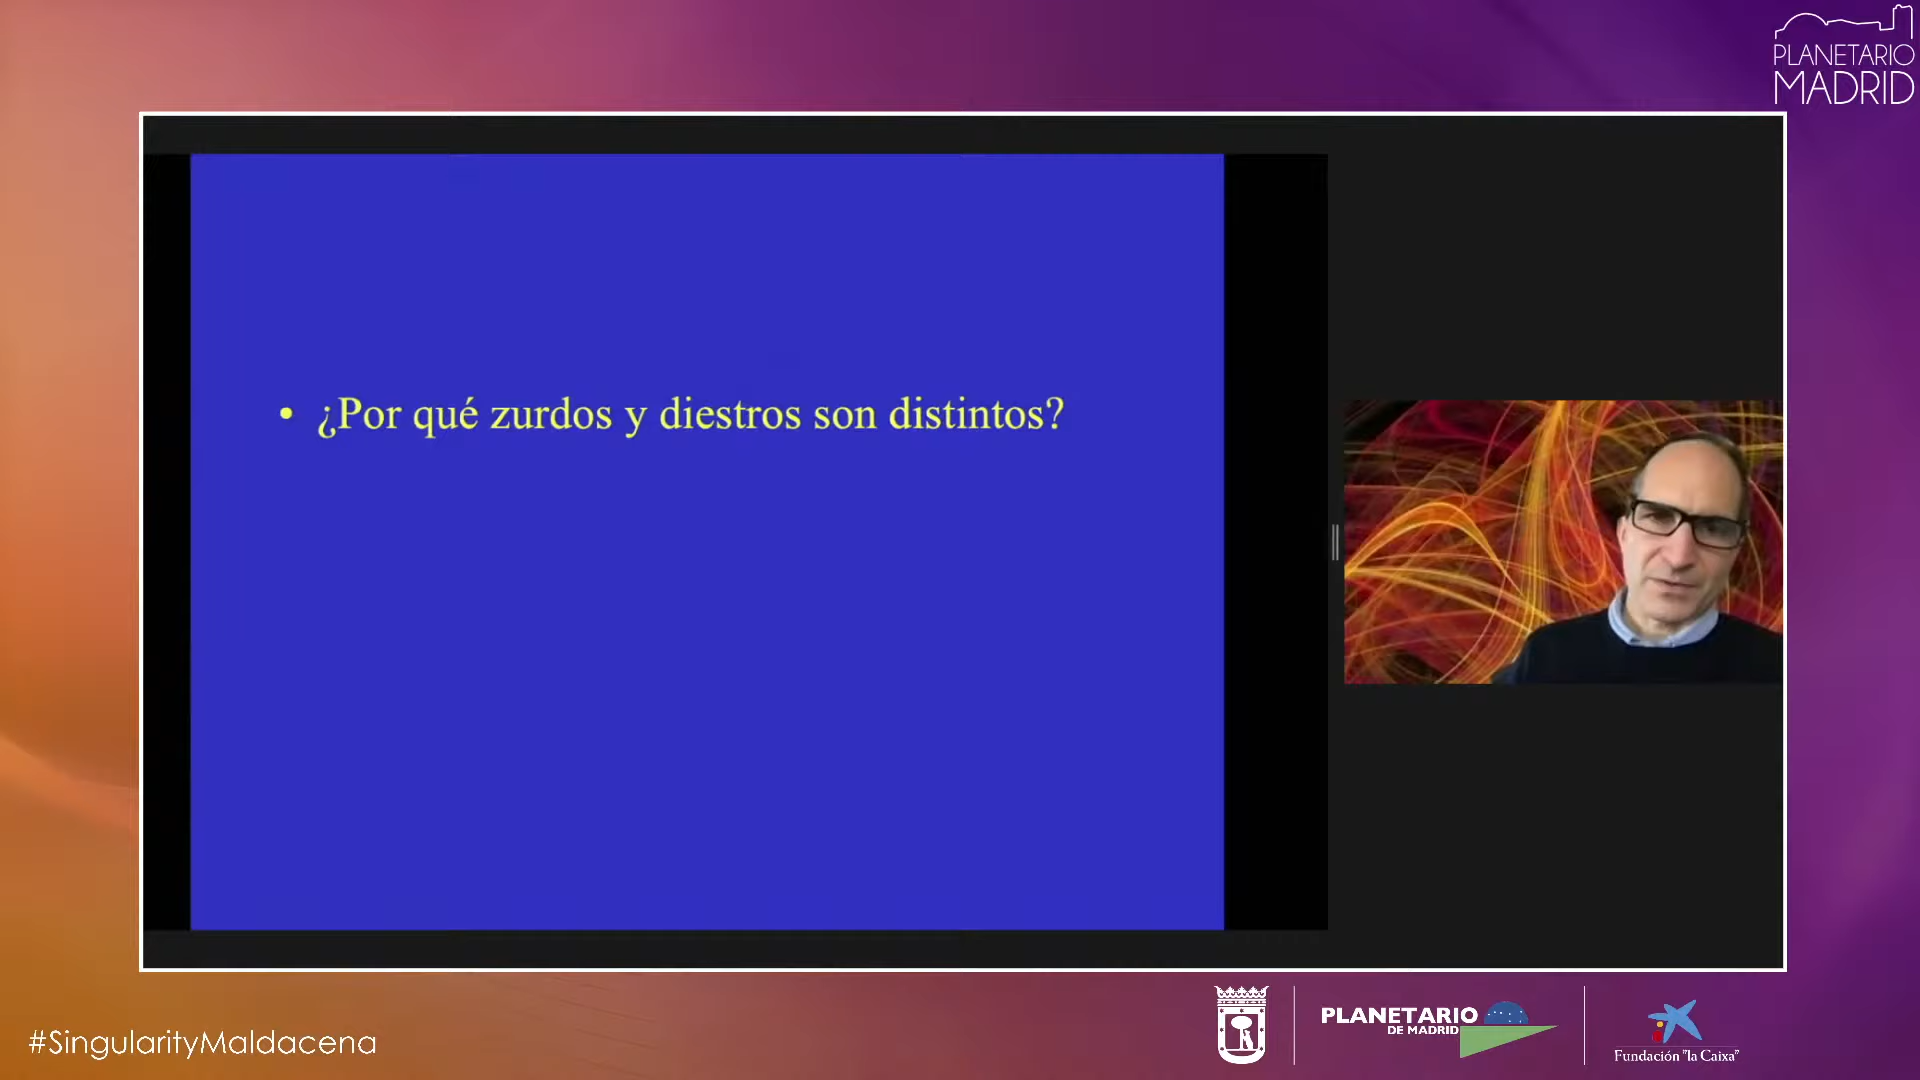 PLANETARIO
MADRID
• ¿Por qué zurdos y diestros son distintos?
#SingularityMaldacena
PLANETARIO
DE MADRID
Fundación "la Caixa"